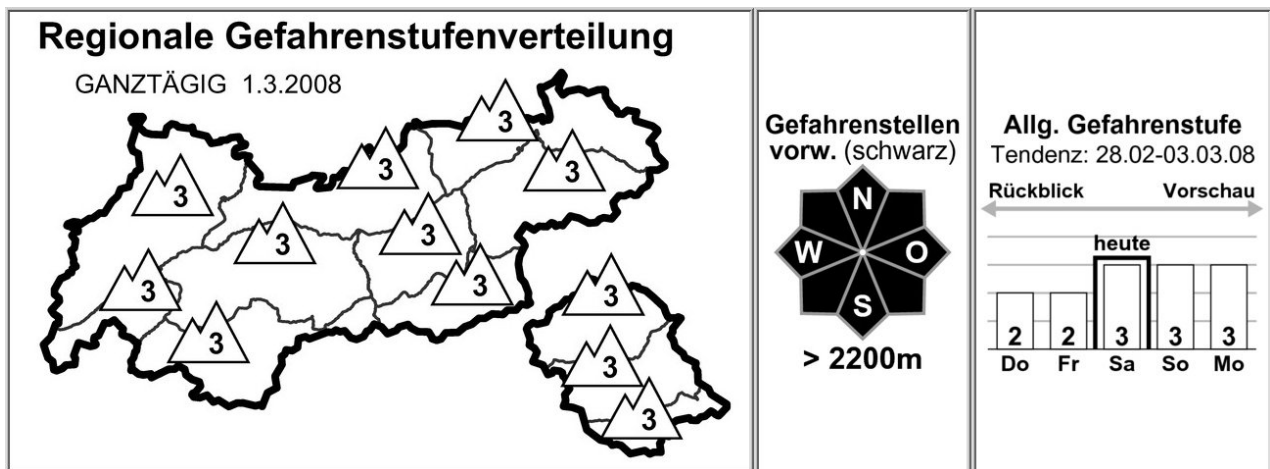 Regionale Gefahrenstufenverteilung
GANZTÄGIG 1.3.2008
3
3
3
3
3
3
3
3
3
3
3
3
3
Gefahrenstellen
vorw. (schwarz)
N
W O
S
> 2200m
Allg. Gefahrenstufe
Tendenz: 28.02-03.03.08
Rückblick Vorschau
heute
2 2 3 3 3
Do Fr Sa So Mo